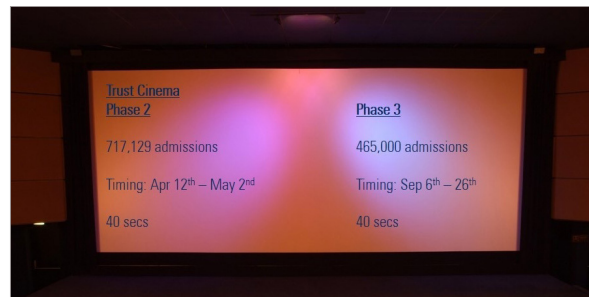 Trust Cinema
Phase 2
717,129 admissions
Timing: Apr 12th – May 2nd
40 secs
Phase 3
465,000 admissions
Timing: Sep 6th – 26th
40 secs